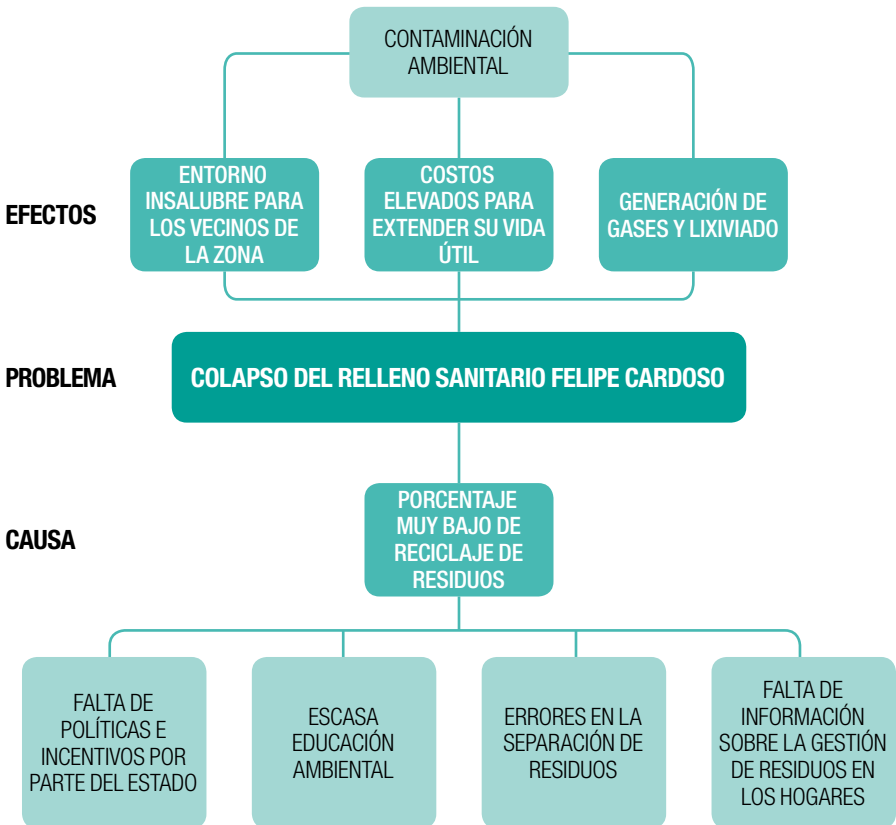 CONTAMINACIÓN
AMBIENTAL
EFECTOS
ENTORNO
INSALUBRE PARA
LOS VECINOS DE
LA ZONA
COSTOS
ELEVADOS PARA
EXTENDER SU VIDA
ÚTIL
GENERACIÓN DE
GASES Y LIXIVIADO
PROBLEMA
COLAPSO DEL RELLENO SANITARIO FELIPE CARDOSO
CAUSA
PORCENTAJE
MUY BAJO DE
RECICLAJE DE
RESIDUOS
FALTA DE
POLÍTICAS E
INCENTIVOS POR
PARTE DEL ESTADO
ESCASA
EDUCACIÓN
AMBIENTAL
ERRORES EN LA
SEPARACIÓN DE
RESIDUOS
FALTA DE
INFORMACIÓN
SOBRE LA GESTIÓN
DE RESIDUOS EN
LOS HOGARES